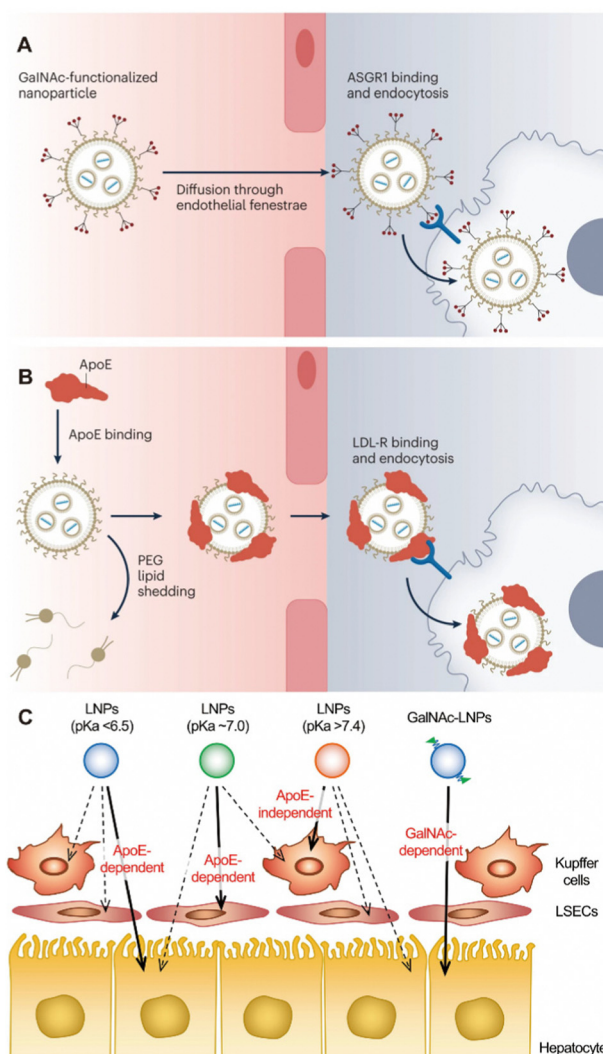 A
GalNAc-functionalized
nanoparticle
ASGR1 binding
and endocytosis
Diffusion through
endothelial fenestrae
B
ApoE
ApoE binding
LDL-R binding
and endocytosis
PEG
lipid
shedding
C
LNPs
(pKa <6.5)
LNPs
(pKa ~7.0)
LNPs
(pKa >7.4)
GalNAc-LNPs
ApoE-
dependent
ApoE-
dependent
ApoE-
independent
GalNAc-
dependent
Kupffer
cells
LSECs
Hepatocyte